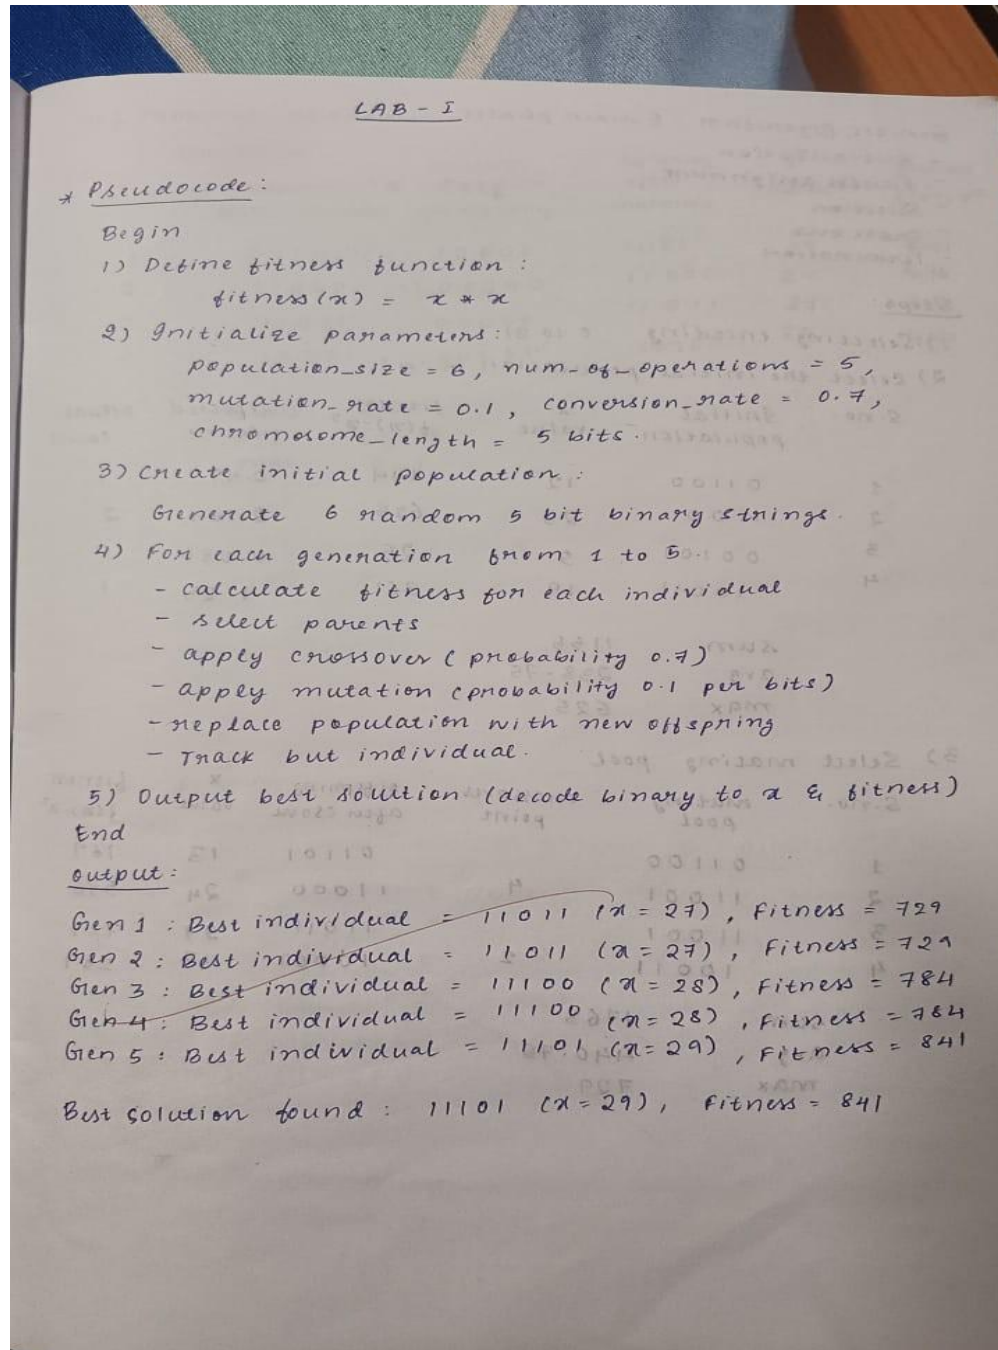 LAB - I
* Pseudocode :
Begin
1) Define fitness function :
fitness(x) = x * x
2) Initialize parameters :
population_size = 6, num_of_operations = 5,
mutation_rate = 0.1, conversion_rate = 0.7,
chromosome_length = 5 bits.
3) Create initial population :
Generate 6 random 5 bit binary strings.
4) For each generation from 1 to 5.
- calculate fitness for each individual
- select parents
- apply crossover (probability 0.7)
- apply mutation (probability 0.1 per bits)
- replace population with new offspring
- Track but individual.
5) Output best solution (decode binary to x & fitness)
End
output :
Gen 1 : Best individual = 11011 (x = 27), Fitness = 729
Gen 2 : Best individual = 11011 (x = 27), Fitness = 729
Gen 3 : Best individual = 11100 (x = 28), Fitness = 784
Gen 4 : Best individual = 11100 (x = 28), Fitness = 784
Gen 5 : Best individual = 11101 (x = 29), Fitness = 841
Best solution found : 11101 (x = 29), Fitness = 841